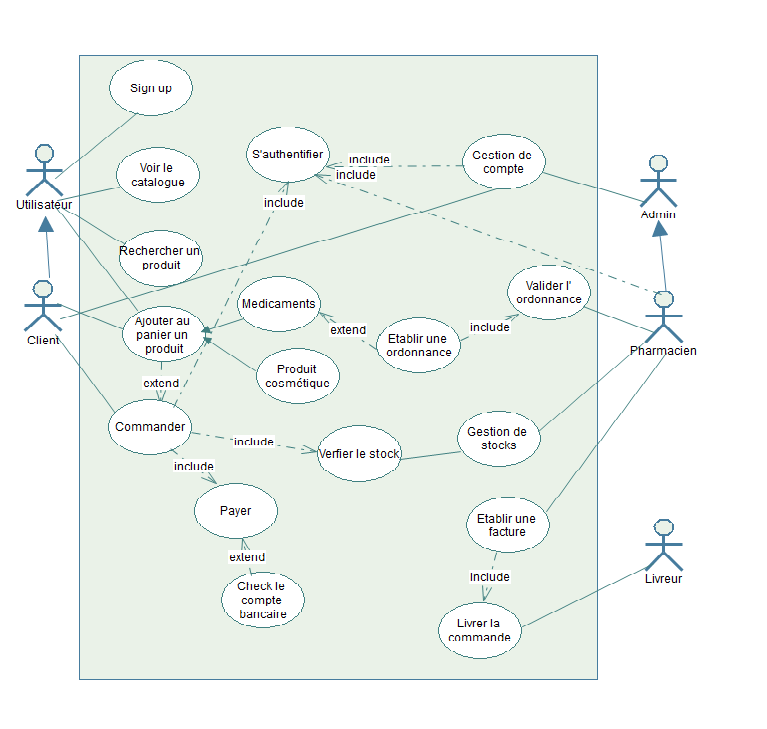 Sign up
S'authentifier
include
Gestion de
compte
include
Voir le
catalogue
Utilisateur
include
Admin
Rechercher un
produit
Valider l'
ordonnance
Medicaments
Ajouter au
panier un
produit
extend
include
Etablir une
ordonnance
Client
Pharmacien
Produit
cosmétique
extend
Commander
include
Gestion de
stocks
Verfier le stock
include
Payer
Etablir une
facture
extend
Include
Livreur
Check le
compte
bancaire
Livrer la
commande